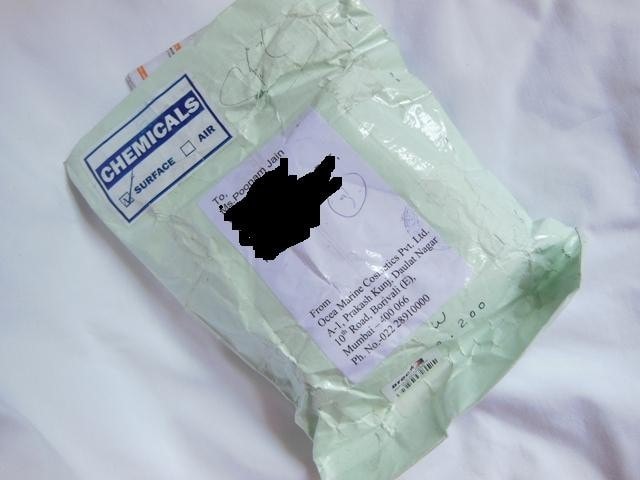 CHEMICALS
SURFACE AIR
To,
Ms. Poonam Jain
From
Ocea Marine Cosmetics Pvt. Ltd.
A-1, Prakash Kunj, Daulat Nagar
10th Road, Borivali (E),
Mumbai – 400 066
Ph. No.-022 28910000
W